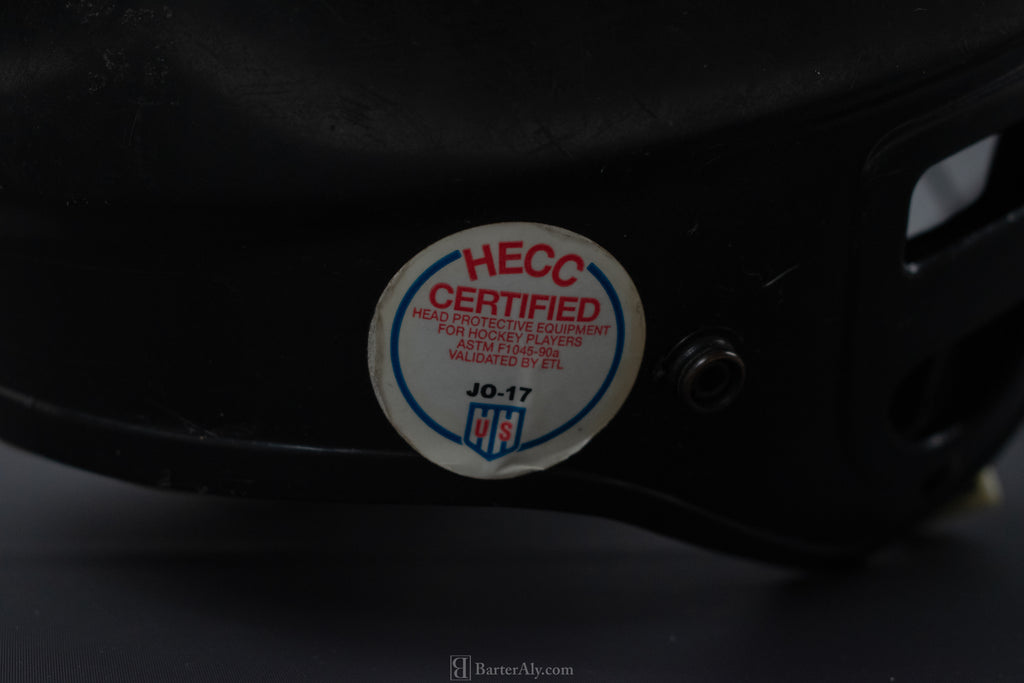 HECC
CERTIFIED
HEAD PROTECTIVE EQUIPMENT
FOR HOCKEY PLAYERS
ASTM F1045-90a
VALIDATED BY ETL
JO-17
US
BarterAly.com